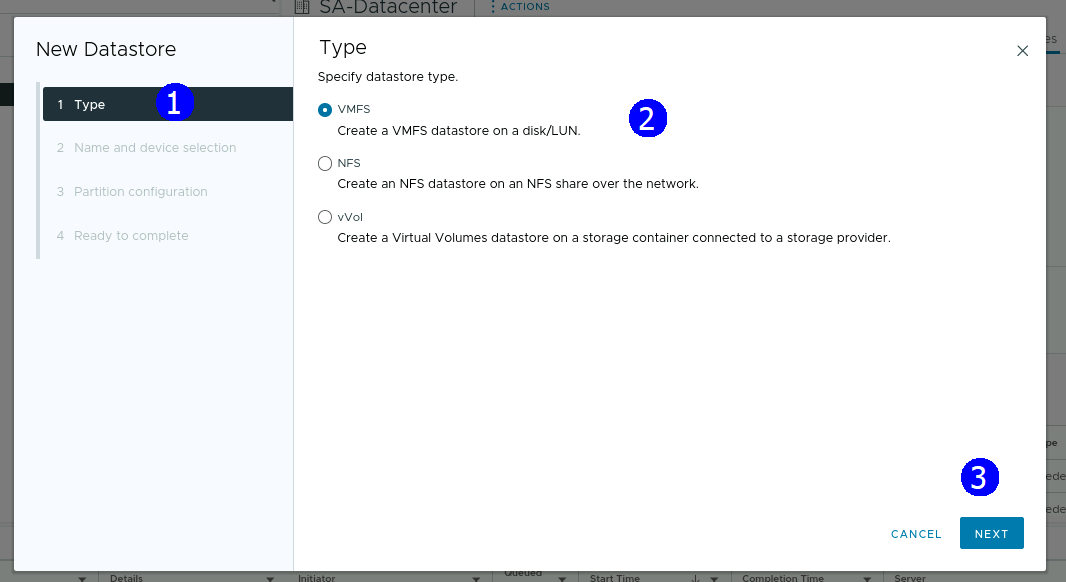 SA-Datacenter
ACTIONS
New Datastore
1 Type
1
2 Name and device selection
3 Partition configuration
4 Ready to complete
Type
Specify datastore type.
VMFS
Create a VMFS datastore on a disk/LUN.
2
NFS
Create an NFS datastore on an NFS share over the network.
vVol
Create a Virtual Volumes datastore on a storage container connected to a storage provider.
3
CANCEL
NEXT
Details
Initiator
Queued
Start Time
Completion Time
Server